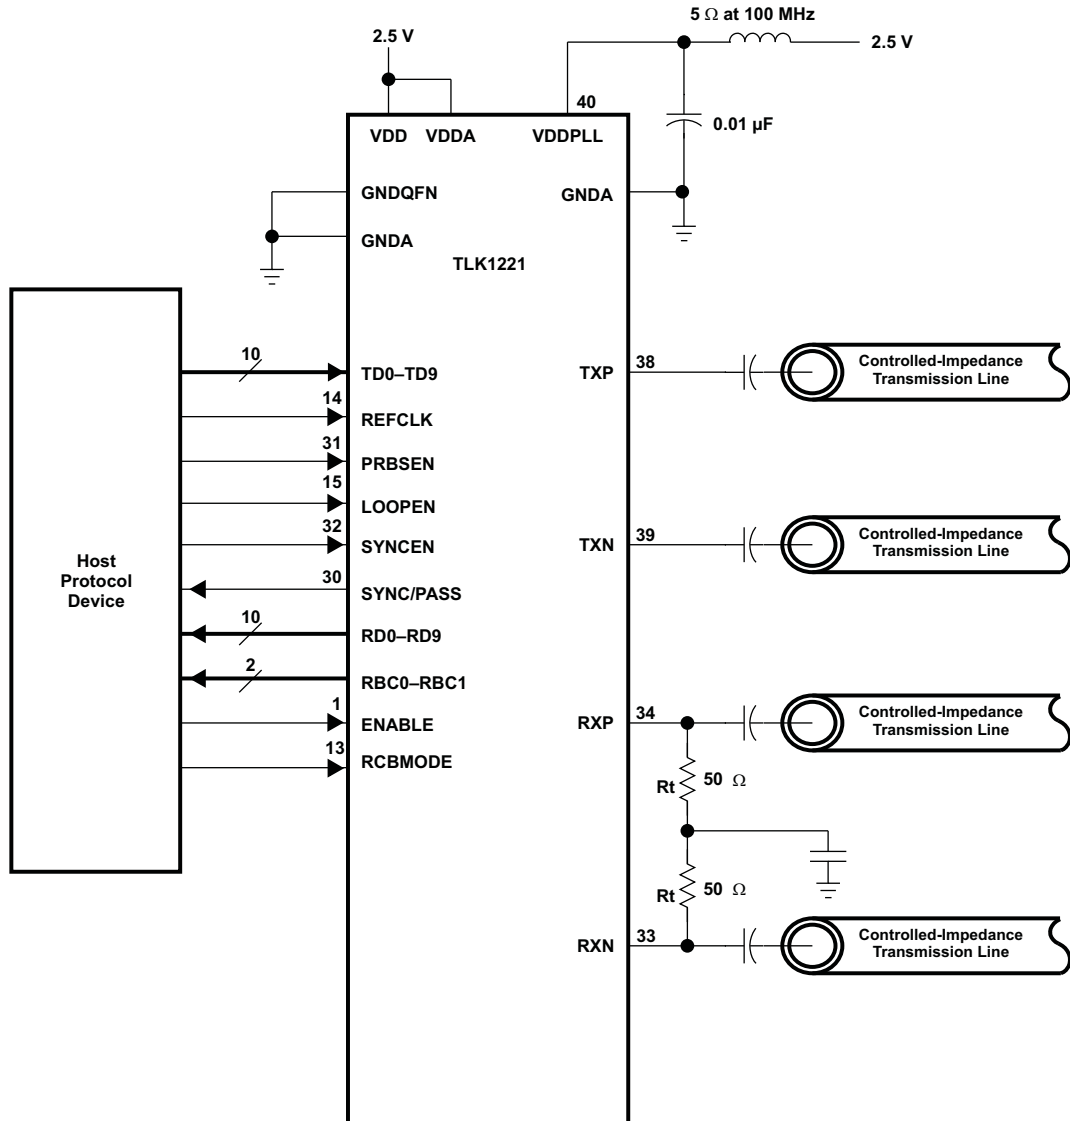 5 Ω at 100 MHz
2.5 V
2.5 V
40
0.01 µF
VDD
VDDA
VDDPLL
GNDQFN
GNDA
GNDA
TLK1221
10
TD0–TD9
14
REFCLK
31
PRBSEN
15
LOOPEN
32
SYNCEN
30
SYNC/PASS
10
RD0–RD9
2
RBC0–RBC1
1
ENABLE
13
RCBMODE
Host
Protocol
Device
TXP
38
Controlled-Impedance
Transmission Line
TXN
39
Controlled-Impedance
Transmission Line
RXP
34
Controlled-Impedance
Transmission Line
Rt
50 Ω
Rt
50 Ω
RXN
33
Controlled-Impedance
Transmission Line